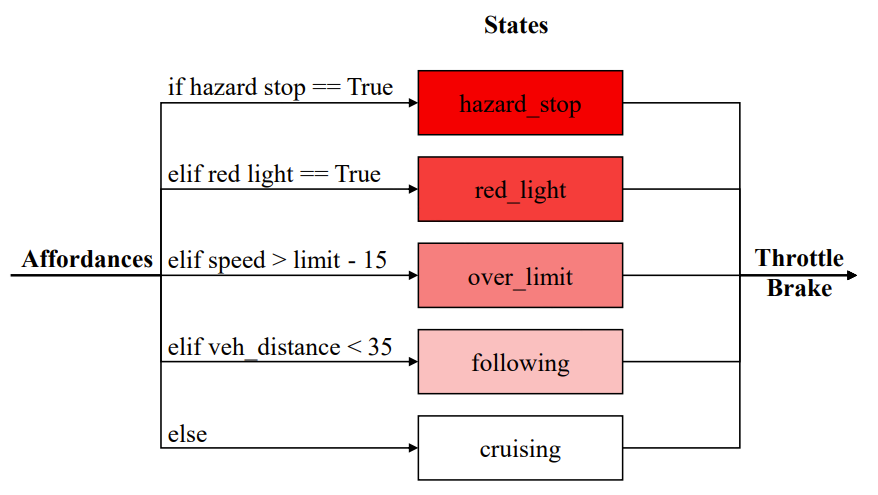 States
if hazard stop == True
hazard_stop
elif red light == True
red_light
Affordances
elif speed > limit - 15
over_limit
Throttle
Brake
elif veh_distance < 35
following
else
cruising